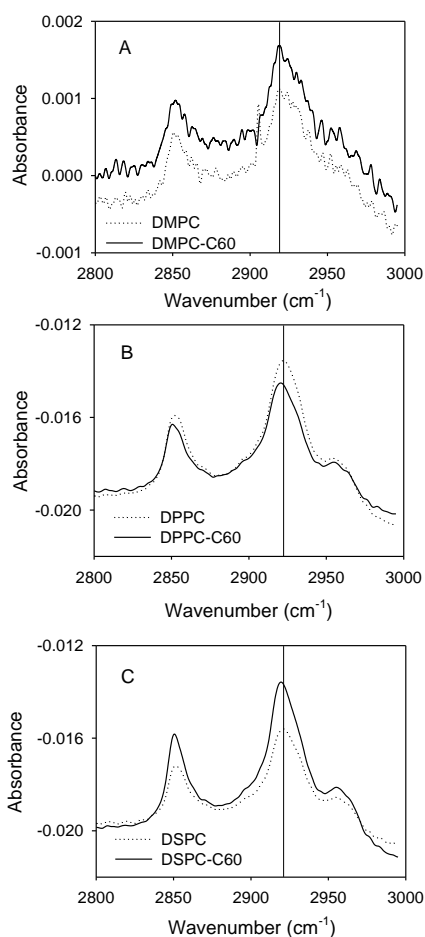 0.002
A
0.001
0.000
-0.001
Absorbance
DMPC
DMPC-C60
2800 2850 2900 2950 3000
Wavenumber (cm-1)
-0.012
B
-0.016
-0.020
Absorbance
DPPC
DPPC-C60
2800 2850 2900 2950 3000
Wavenumber (cm-1)
-0.012
C
-0.016
-0.020
Absorbance
DSPC
DSPC-C60
2800 2850 2900 2950 3000
Wavenumber (cm-1)